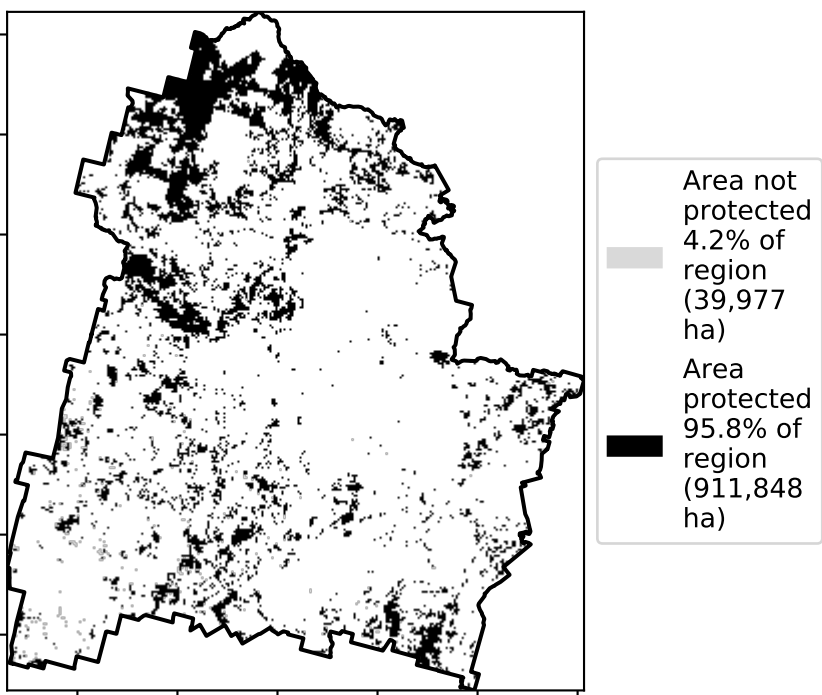 Area not
protected
4.2% of
region
(39,977
ha)
Area
protected
95.8% of
region
(911,848
ha)